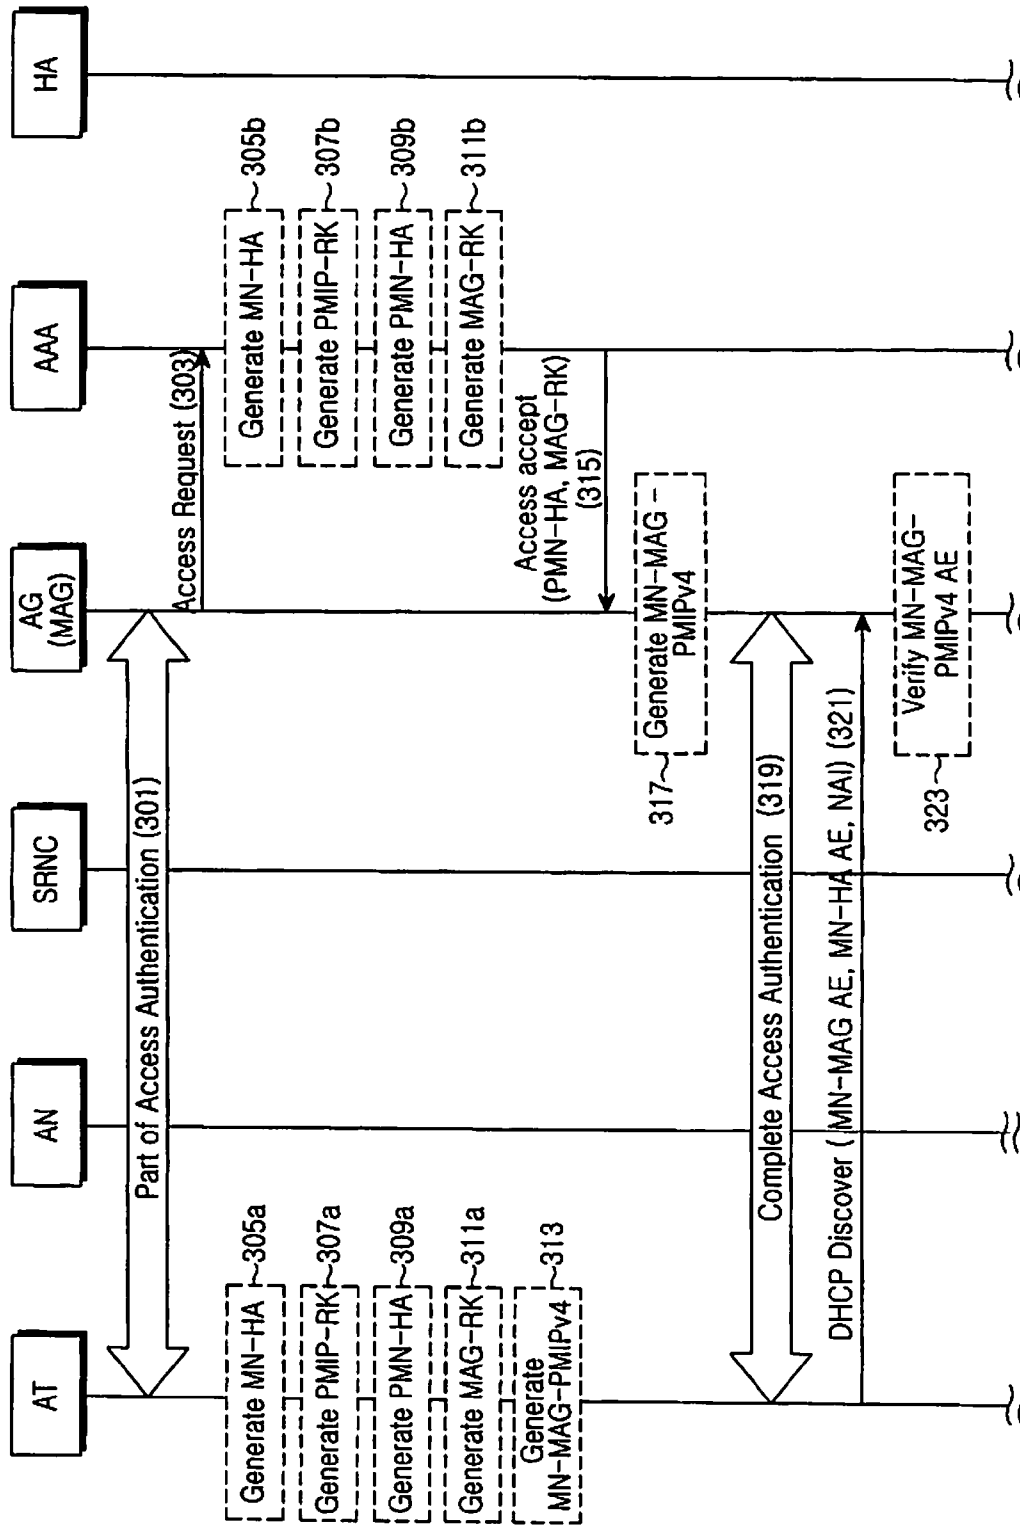 AT
AN
SRNC
AG
(MAG)
AAA
HA
Part of Access Authentication (301)
Access Request (303)
Generate MN-HA
305a
Generate MN-HA
305b
Generate PMIP-RK
307a
Generate PMIP-RK
307b
Generate PMN-HA
309a
Generate PMN-HA
309b
Generate MAG-RK
311a
Generate MAG-RK
311b
Generate
MN-MAG-PMIPv4
313
Access accept
(PMN-HA, MAG-RK)
(315)
317
Generate MN-MAG-
PMIPv4
Complete Access Authentication (319)
DHCP Discover ( MN-MAG AE, MN-HA AE, NAI) (321)
323
Verify MN-MAG-
PMIPv4 AE